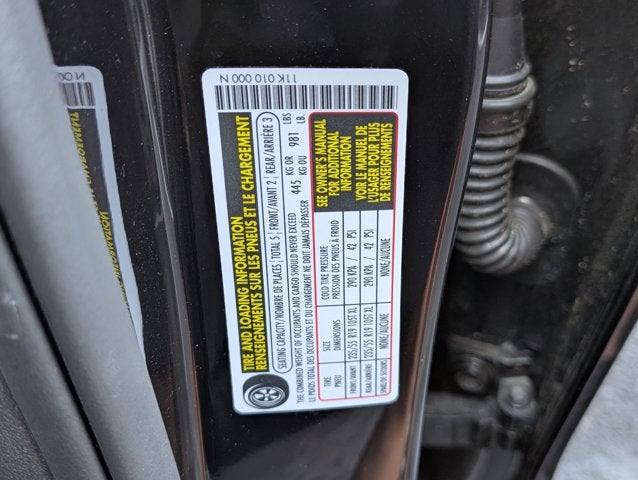 11K 010 000 N
TIRE AND LOADING INFORMATION
RENSEIGNEMENTS SUR LES PNEUS ET LE CHARGEMENT
SEATING CAPACITY/NOMBRE DE PLACES TOTAL 5 FRONT/AVANT 2 REAR/ARRIÈRE 3
THE COMBINED WEIGHT OF OCCUPANTS AND CARGO SHOULD NEVER EXCEED 445 KG OR 981 LBS
LE POIDS TOTAL DES OCCUPANTS ET DU CHARGEMENT NE DOIT JAMAIS DÉPASSER KG OU LB.
TIRE SIZE COLD TIRE PRESSURE
PNEU DIMENSIONS PRESSION DES PNEUS À FROID
FRONT/AVANT 235/55 R19 105T XL 290 KPA / 42 PSI
REAR/ARRIÈRE 235/55 R19 105T XL 290 KPA / 42 PSI
SPARE/DE SECOURS NONE/AUCUNE NONE/AUCUNE
SEE OWNER'S MANUAL
FOR ADDITIONAL
INFORMATION
VOIR LE MANUEL DE
L'USAGER POUR PLUS
DE RENSEIGNEMENTS